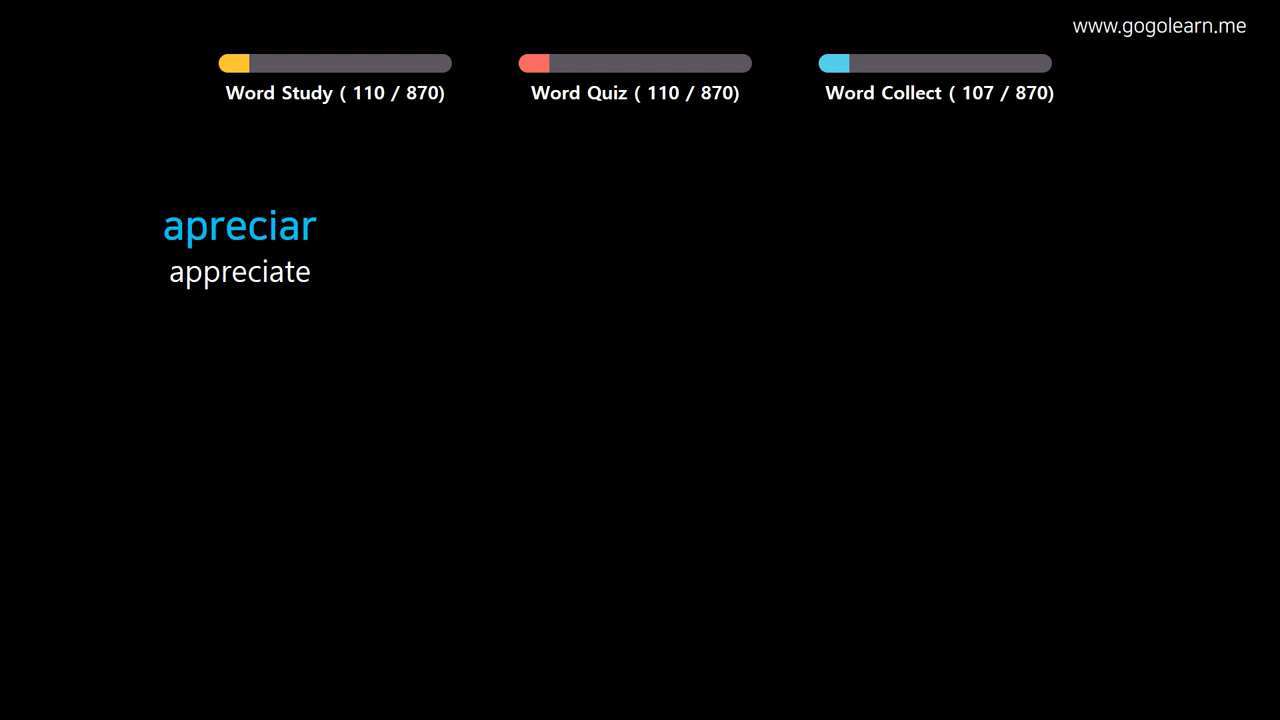 www.gogolearn.me
Word Study ( 110 / 870)
Word Quiz ( 110 / 870)
Word Collect ( 107 / 870)
apreciar
appreciate